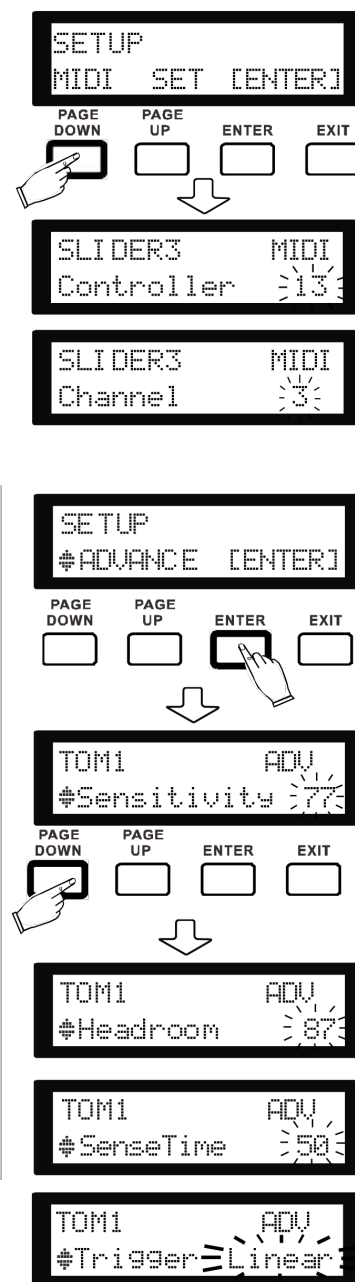 SETUP
MIDI SET [ENTER]
PAGE DOWN PAGE UP ENTER EXIT
SLIDER3 MIDI
Controller 13
SLIDER3 MIDI
Channel 3
SETUP
ADVANCE [ENTER]
PAGE DOWN PAGE UP ENTER EXIT
TOM1 ADV
Sensitivity 77
PAGE DOWN PAGE UP ENTER EXIT
TOM1 ADV
Headroom 87
TOM1 ADV
SenseTime 50
TOM1 ADV
Trigger Linear